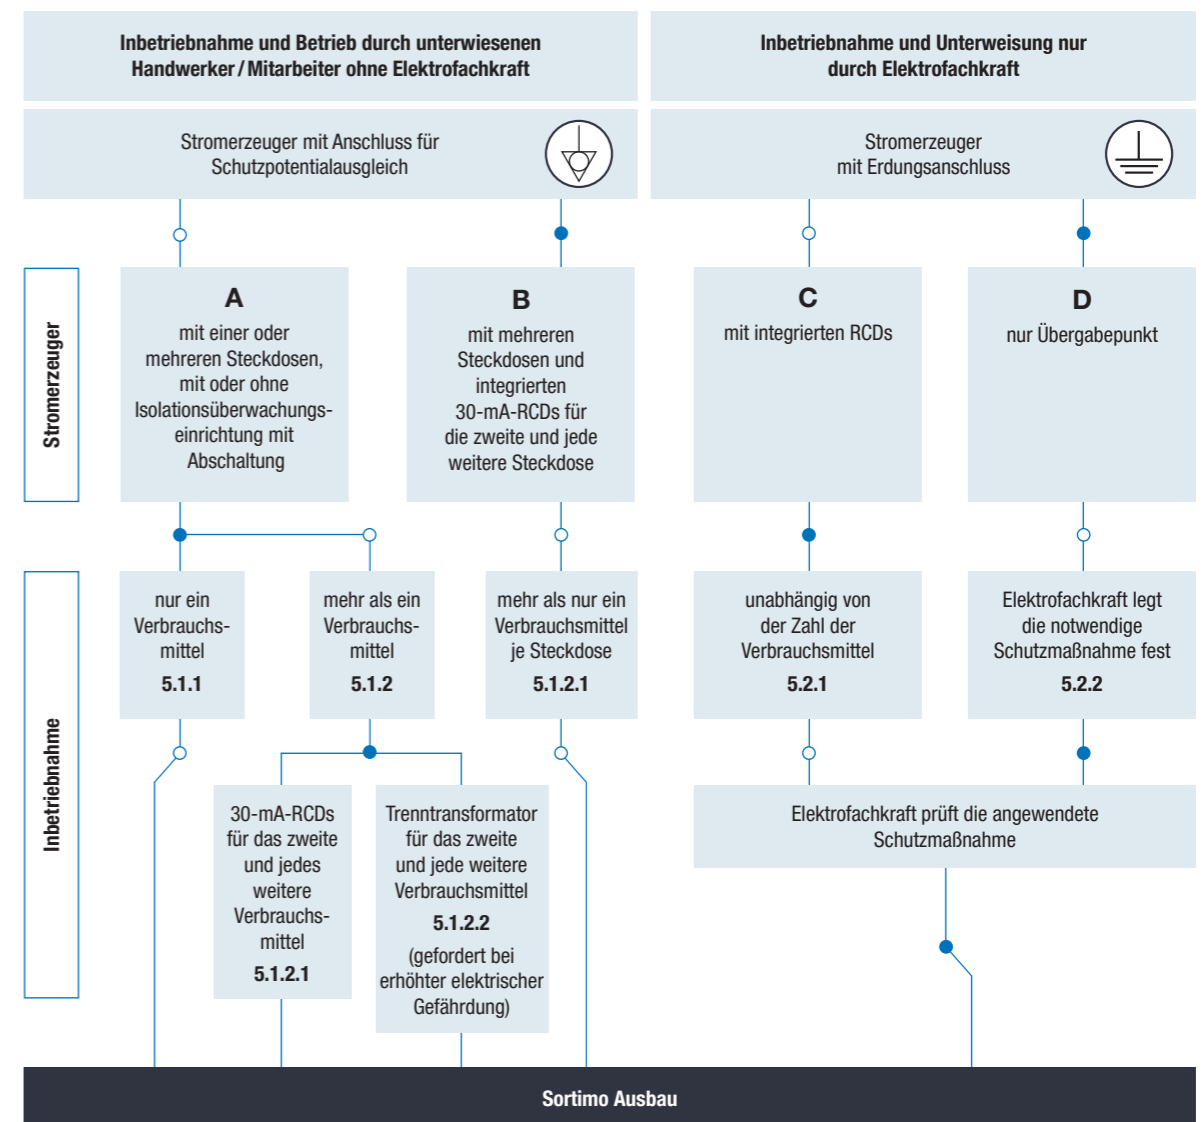 Inbetriebnahme und Betrieb durch unterwiesenen
Handwerker / Mitarbeiter ohne Elektrofachkraft
Inbetriebnahme und Unterweisung nur
durch Elektrofachkraft
Stromerzeuger mit Anschluss für
Schutzpotentialausgleich
Stromerzeuger
mit Erdungsanschluss
Stromerzeuger
A
mit einer oder
mehreren Steckdosen,
mit oder ohne
Isolationsüberwachungs-
einrichtung mit
Abschaltung
B
mit mehreren
Steckdosen und
integrierten
30-mA-RCDs für
die zweite und jede
weitere Steckdose
C
mit integrierten RCDs
D
nur Übergabepunkt
Inbetriebnahme
nur ein
Verbrauchs-
mittel
5.1.1
mehr als ein
Verbrauchs-
mittel
5.1.2
mehr als nur ein
Verbrauchsmittel
je Steckdose
5.1.2.1
unabhängig von
der Zahl der
Verbrauchsmittel
5.2.1
Elektrofachkraft legt
die notwendige
Schutzmaßnahme fest
5.2.2
30-mA-RCDs
für das zweite
und jedes
weitere
Verbrauchs-
mittel
5.1.2.1
Trenntransformator
für das zweite
und jede weitere
Verbrauchsmittel
5.1.2.2
(gefordert bei
erhöhter elektrischer
Gefährdung)
Elektrofachkraft prüft die angewendete
Schutzmaßnahme
Sortimo Ausbau